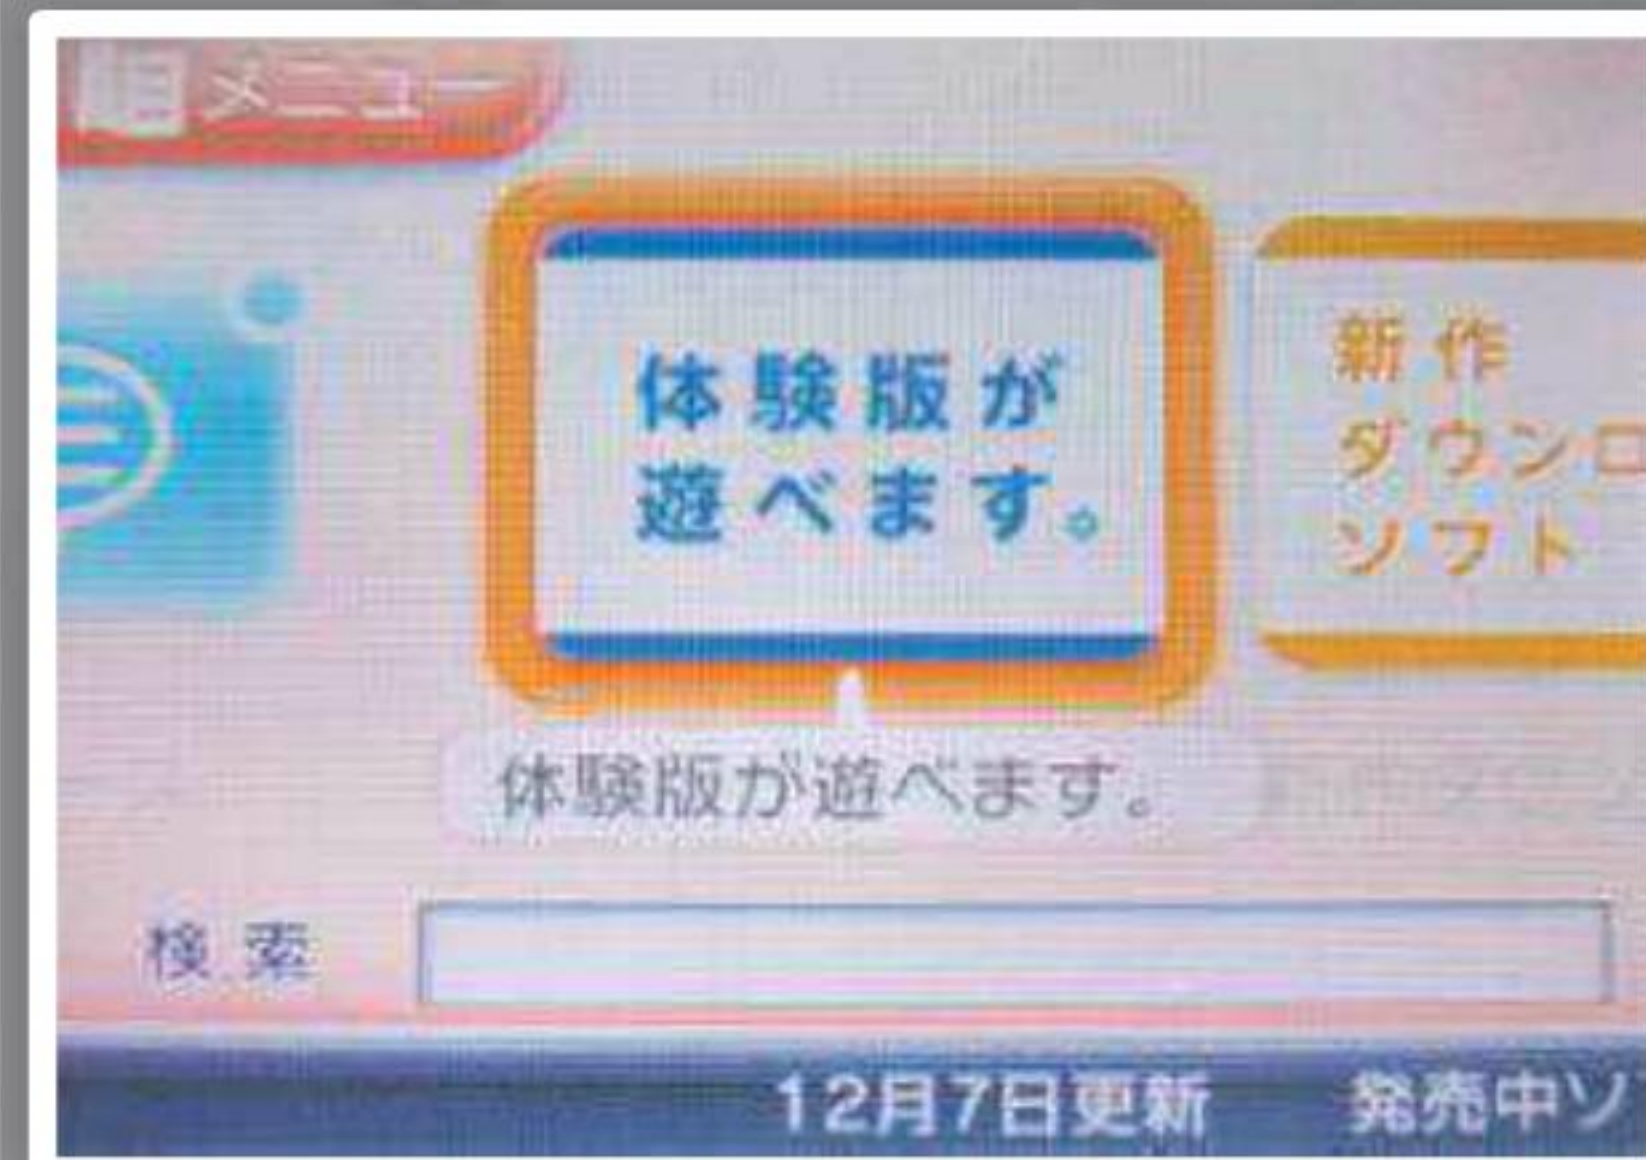 メニュー
体験版が
遊べます。
新作
ダウンロ
ソフト
体験版が遊べます。
検索
12月7日更新 発売中ソ